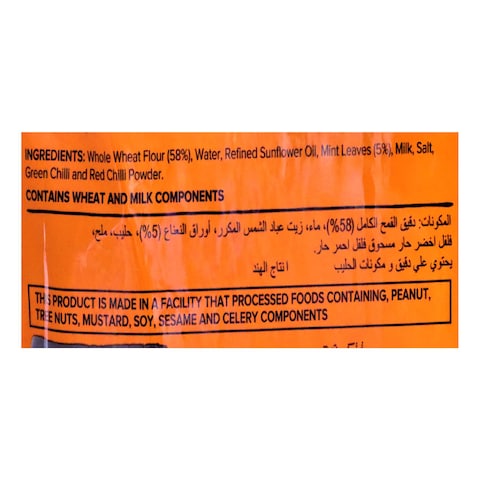 INGREDIENTS: Whole Wheat Flour (58%), Water, Refined Sunflower Oil, Mint Leaves (5%), Milk, Salt,
Green Chilli and Red Chilli Powder.
CONTAINS WHEAT AND MILK COMPONENTS
المكونات: دقيق القمح الكامل (58%)، ماء، زيت عباد الشمس المكرر، أوراق النعناع (5%)، حليب، ملح،
فلفل اخضر حار مسحوق فلفل احمر حار.
يحتوي علي دقيق و مكونات الحليب انتاج الهند
THIS PRODUCT IS MADE IN A FACILITY THAT PROCESSED FOODS CONTAINING, PEANUT,
TREE NUTS, MUSTARD, SOY, SESAME AND CELERY COMPONENTS